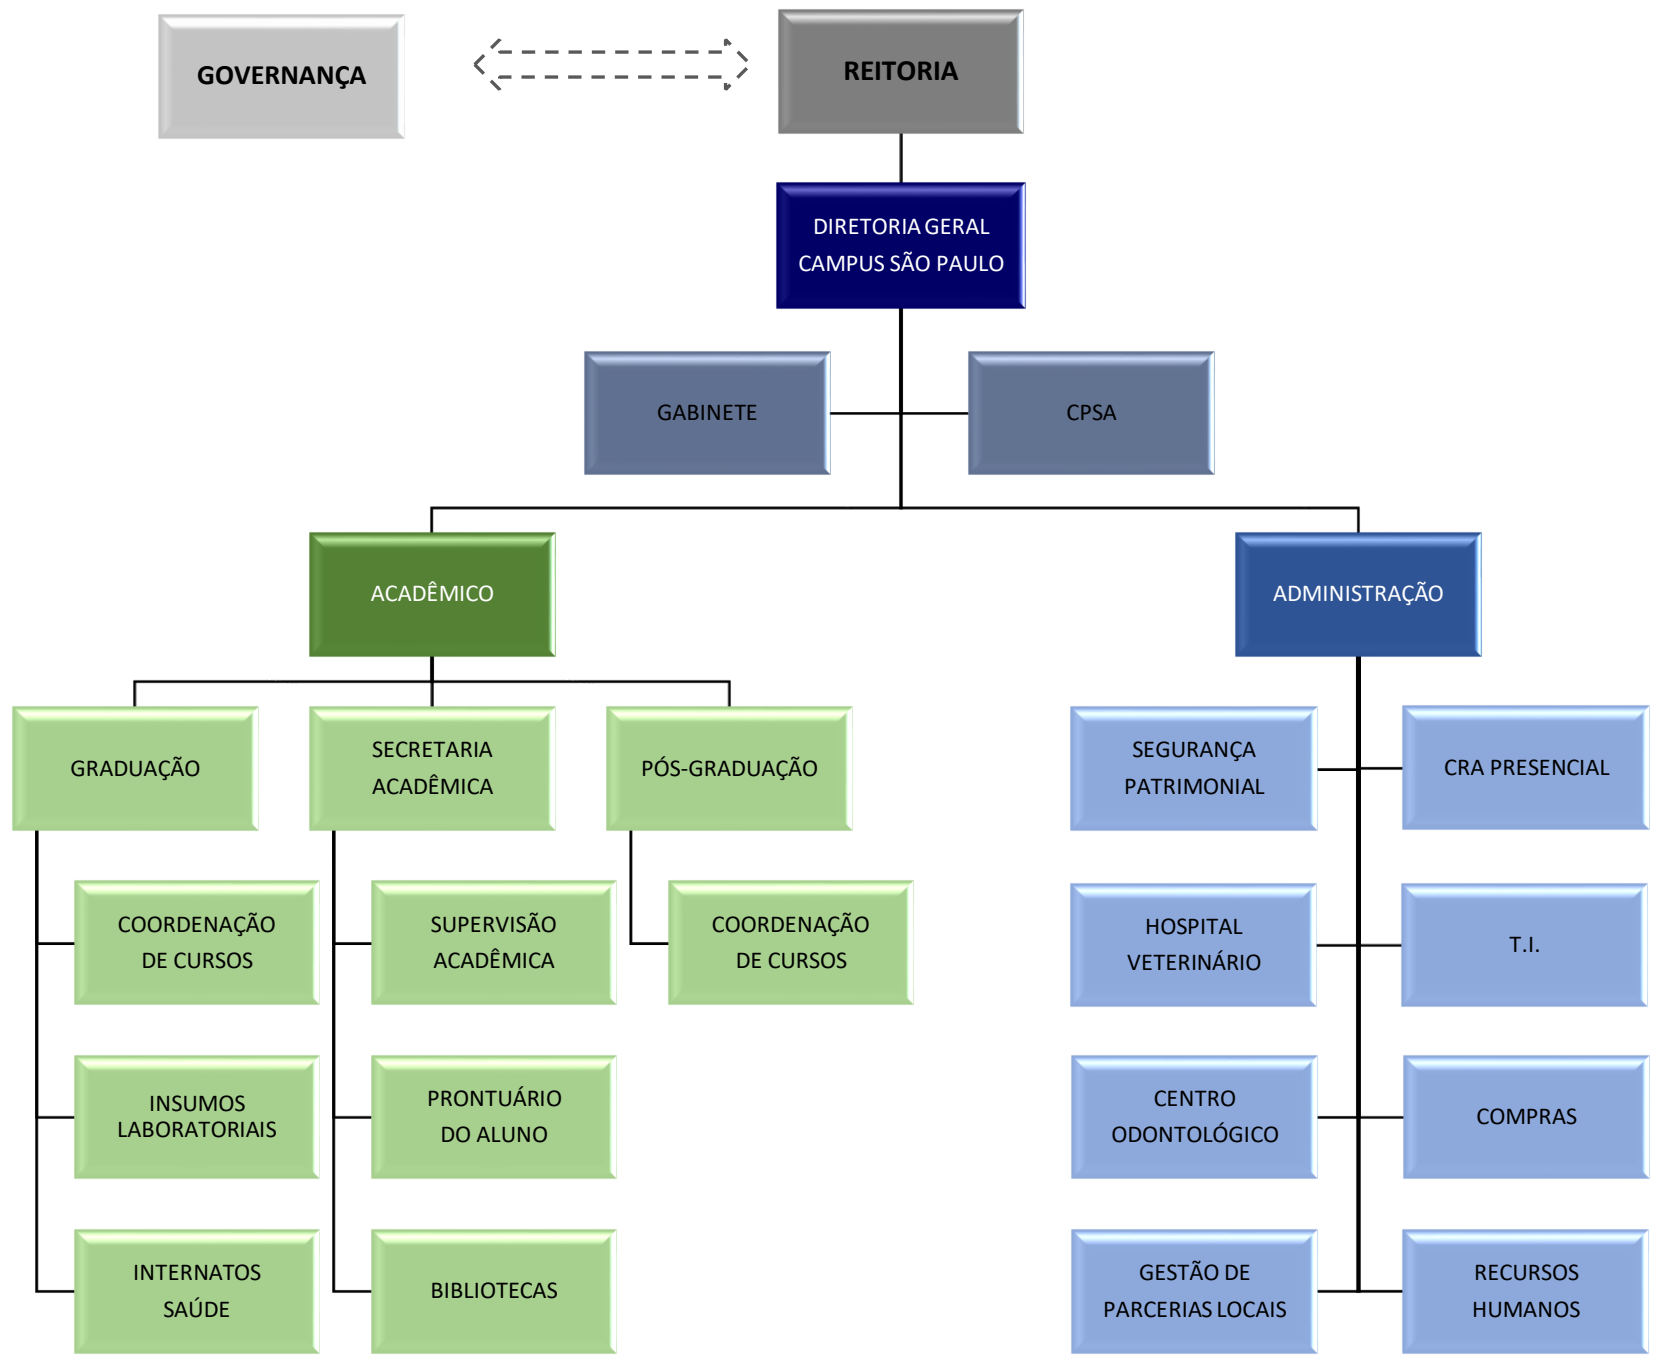 GOVERNANÇA
REITORIA
DIRETORIA GERAL
CAMPUS SÃO PAULO
GABINETE
CPSA
ACADÊMICO
ADMINISTRAÇÃO
GRADUAÇÃO
SECRETARIA
ACADÊMICA
PÓS-GRADUAÇÃO
SEGURANÇA
PATRIMONIAL
CRA PRESENCIAL
COORDENAÇÃO
DE CURSOS
SUPERVISÃO
ACADÊMICA
COORDENAÇÃO
DE CURSOS
HOSPITAL
VETERINÁRIO
T.I.
INSUMOS
LABORATORIAIS
PRONTUÁRIO
DO ALUNO
CENTRO
ODONTOLÓGICO
COMPRAS
INTERNATOS
SAÚDE
BIBLIOTECAS
GESTÃO DE
PARCERIAS LOCAIS
RECURSOS
HUMANOS